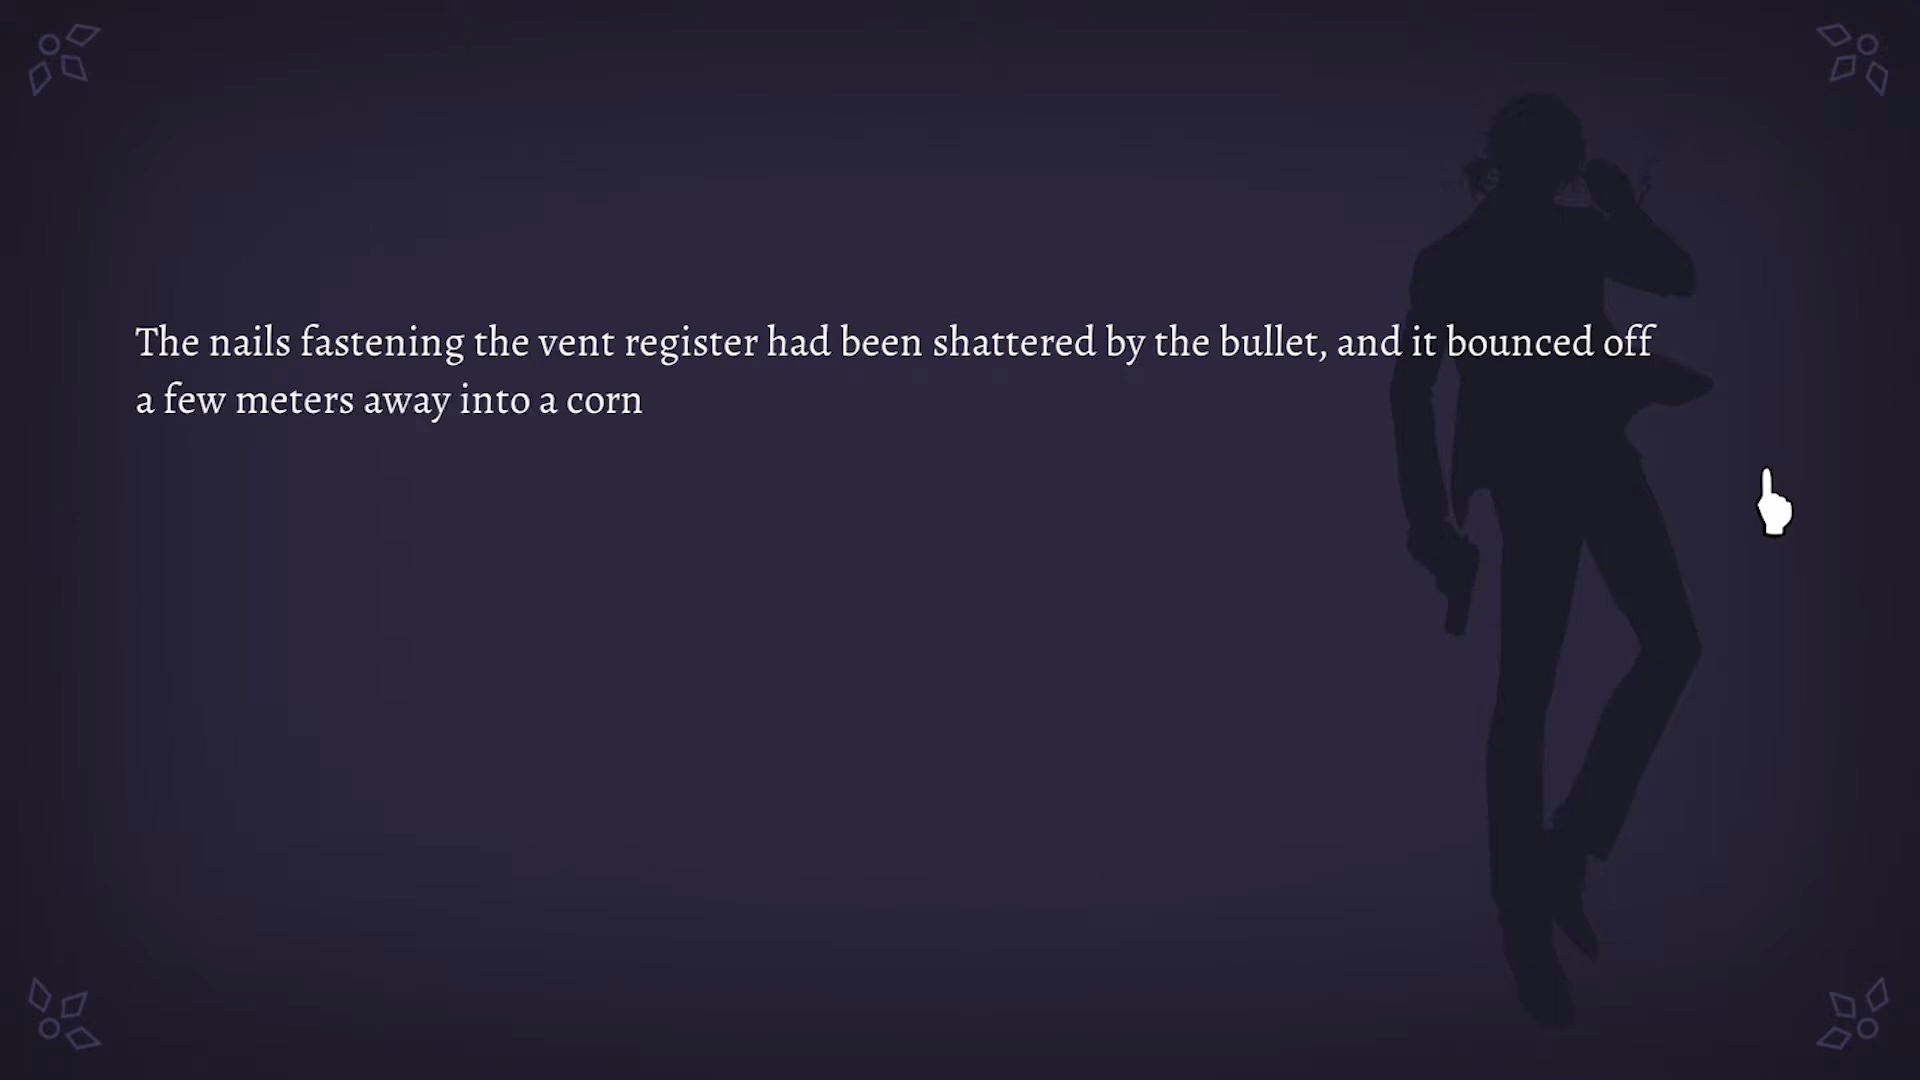 The nails fastening the vent register had been shattered by the bullet, and it bounced off
a few meters away into a corn